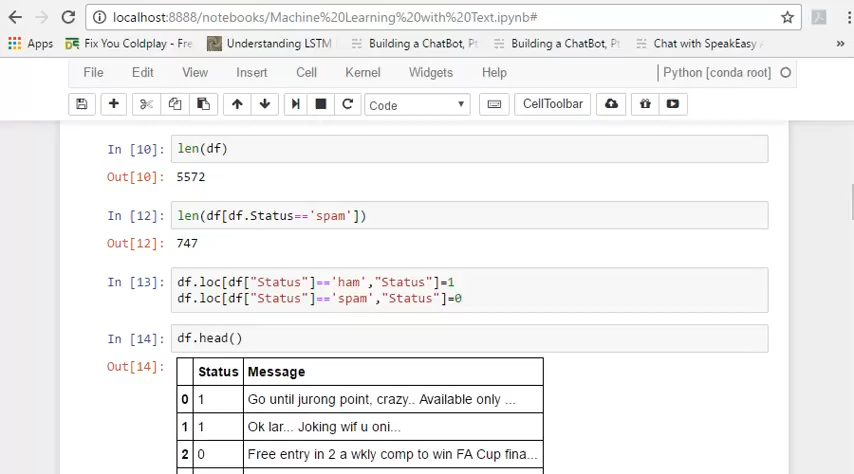 localhost:8888/notebooks/Machine%20Learning%20with%20Text.ipynb#
Apps Fix You Coldplay - Fre Understanding LSTM Building a ChatBot, Pt Building a ChatBot, Pt Chat with SpeakEasy »
File Edit View Insert Cell Kernel Widgets Help Python [conda root]
Code CellToolbar
In [10]: len(df)
Out[10]: 5572
In [12]: len(df[df.Status=='spam'])
Out[12]: 747
In [13]: df.loc[df["Status"]=='ham',"Status"]=1
df.loc[df["Status"]=='spam',"Status"]=0
In [14]: df.head()
Out[14]:
Status Message
0 1 Go until jurong point, crazy.. Available only ...
1 1 Ok lar... Joking wif u oni...
2 0 Free entry in 2 a wkly comp to win FA Cup fina...